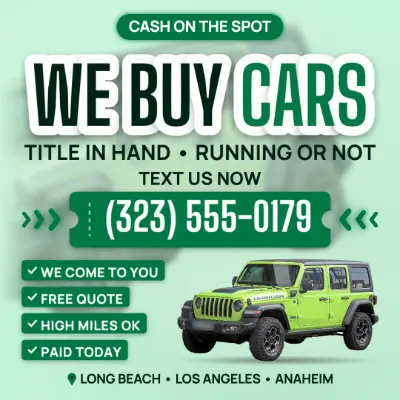 CASH ON THE SPOT
WE BUY CARS
TITLE IN HAND • RUNNING OR NOT
TEXT US NOW
(323) 555-0179
WE COME TO YOU
FREE QUOTE
HIGH MILES OK
PAID TODAY
LONG BEACH • LOS ANGELES • ANAHEIM